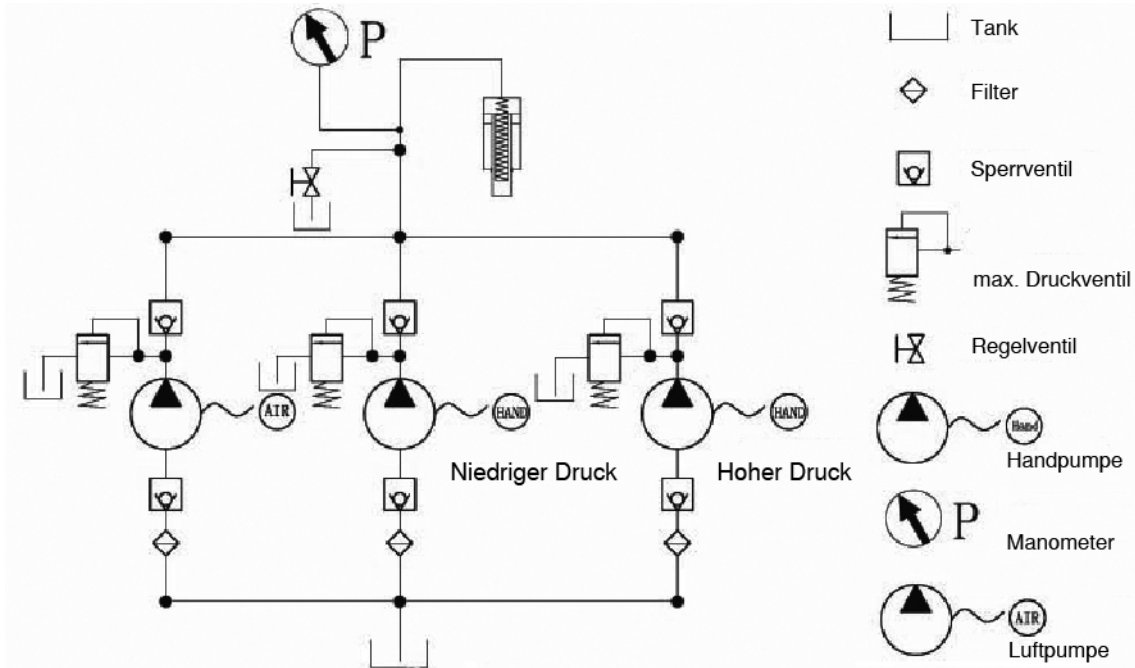 P
Tank
Filter
Sperrventil
max. Druckventil
Regelventil
AIR
HAND
HAND
Niedriger Druck
Hoher Druck
Hand
Handpumpe
P
Manometer
AIR
Luftpumpe